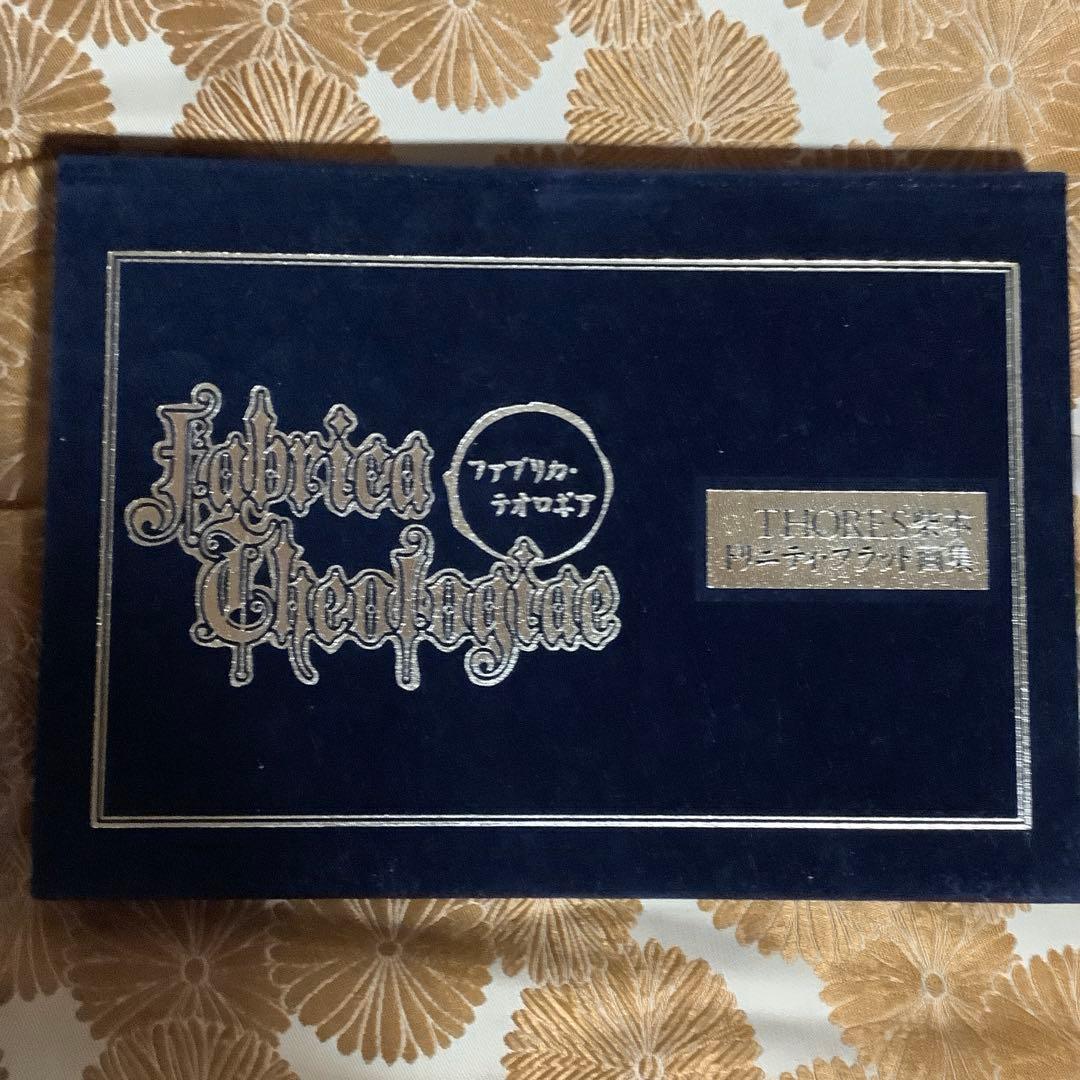 Fabrica
Theologiae
ファブリカ・
テオロギア
THORES柴本
トリニティ・ブラッド画集